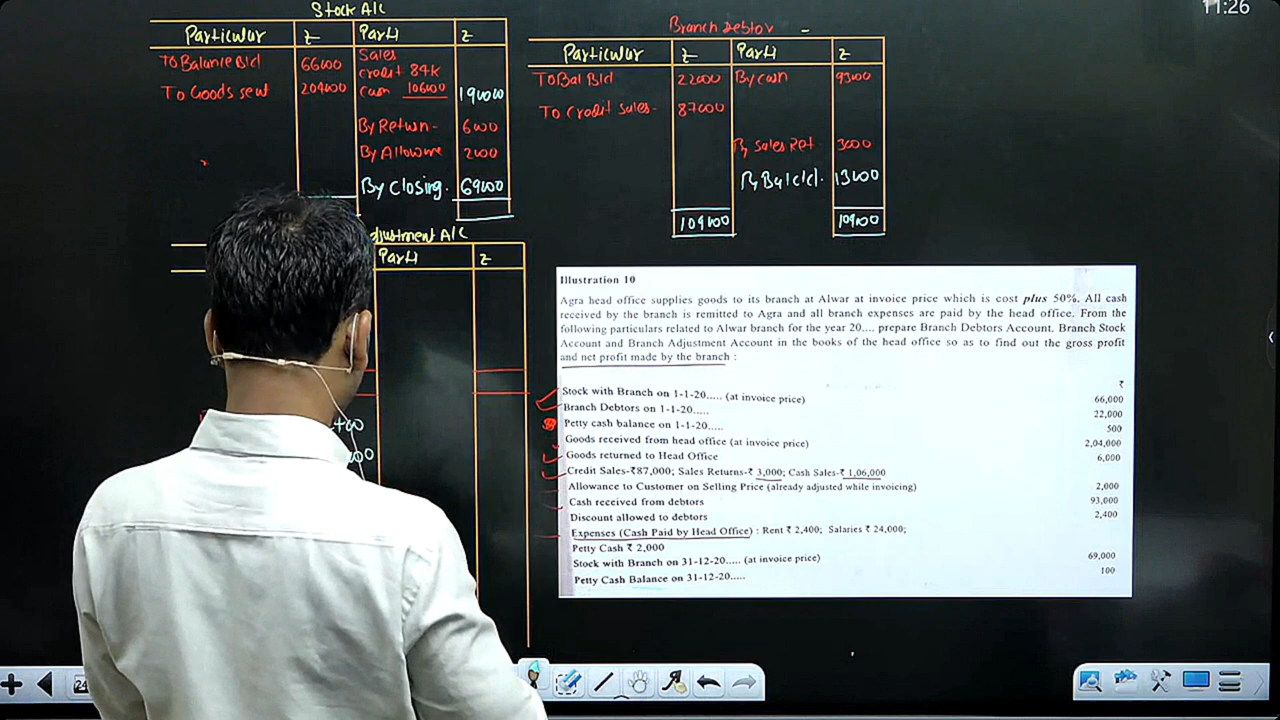 11:26
Stock A/C
Particular ₹ Parti ₹
To Balance B/d 66000 Sales
credit 84K
To Goods sent 204000 Cash 106000 190000
By Return- 6000
By Allowme 2000
By Closing. 69000
Branch Debtor -
Particular ₹ Parti ₹
To Bal B/d 22000 By cash 93000
To Credit Sales- 87000
By Sales Ret 3000
By Bal c/d. 13000
109400 109400
djustment A/C
Parti ₹
Illustration 10
Agra head office supplies goods to its branch at Alwar at invoice price which is cost plus 50%. All cash
received by the branch is remitted to Agra and all branch expenses are paid by the head office. From the
following particulars related to Alwar branch for the year 20.... prepare Branch Debtors Account, Branch Stock
Account and Branch Adjustment Account in the books of the head office so as to find out the gross profit
and net profit made by the branch :
₹
Stock with Branch on 1-1-20..... (at invoice price) 66,000
Branch Debtors on 1-1-20..... 22,000
Petty cash balance on 1-1-20..... 500
Goods received from head office (at invoice price) 2,04,000
Goods returned to Head Office 6,000
Credit Sales-₹87,000; Sales Returns-₹ 3,000; Cash Sales-₹ 1,06,000
Allowance to Customer on Selling Price (already adjusted while invoicing) 2,000
Cash received from debtors 93,000
Discount allowed to debtors 2,400
Expenses (Cash Paid by Head Office) : Rent ₹ 2,400; Salaries ₹ 24,000;
Petty Cash ₹ 2,000
Stock with Branch on 31-12-20..... (at invoice price) 69,000
Petty Cash Balance on 31-12-20..... 100